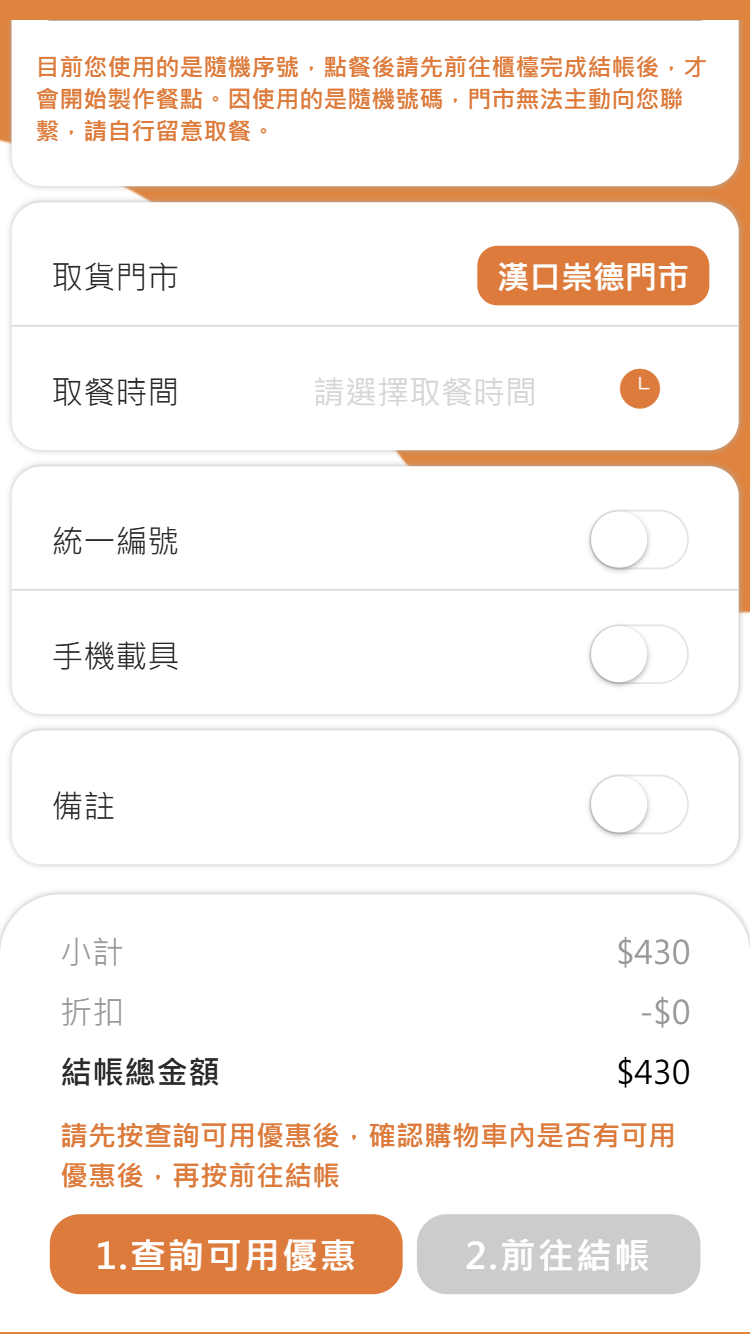 目前您使用的是隨機序號，點餐後請先前往櫃檯完成結帳後，才
會開始製作餐點。因使用的是隨機號碼，門市無法主動向您聯
繫，請自行留意取餐。
取貨門市 漢口崇德門市
取餐時間 請選擇取餐時間
統一編號
手機載具
備註
小計 $430
折扣 -$0
結帳總金額 $430
請先按查詢可用優惠後，確認購物車內是否有可用
優惠後，再按前往結帳
1.查詢可用優惠 2.前往結帳